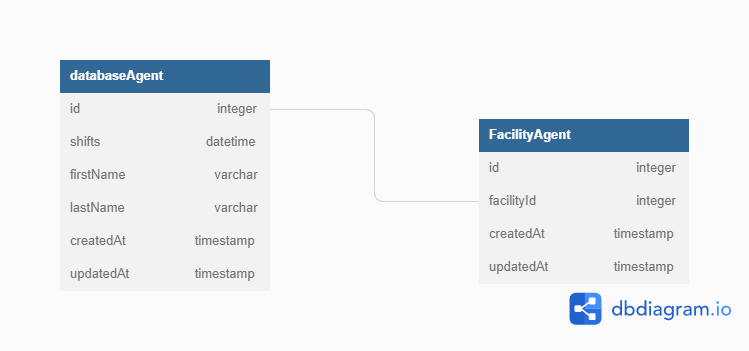 databaseAgent
id integer
shifts datetime
firstName varchar
lastName varchar
createdAt timestamp
updatedAt timestamp
FacilityAgent
id integer
facilityId integer
createdAt timestamp
updatedAt timestamp
dbdiagram.io